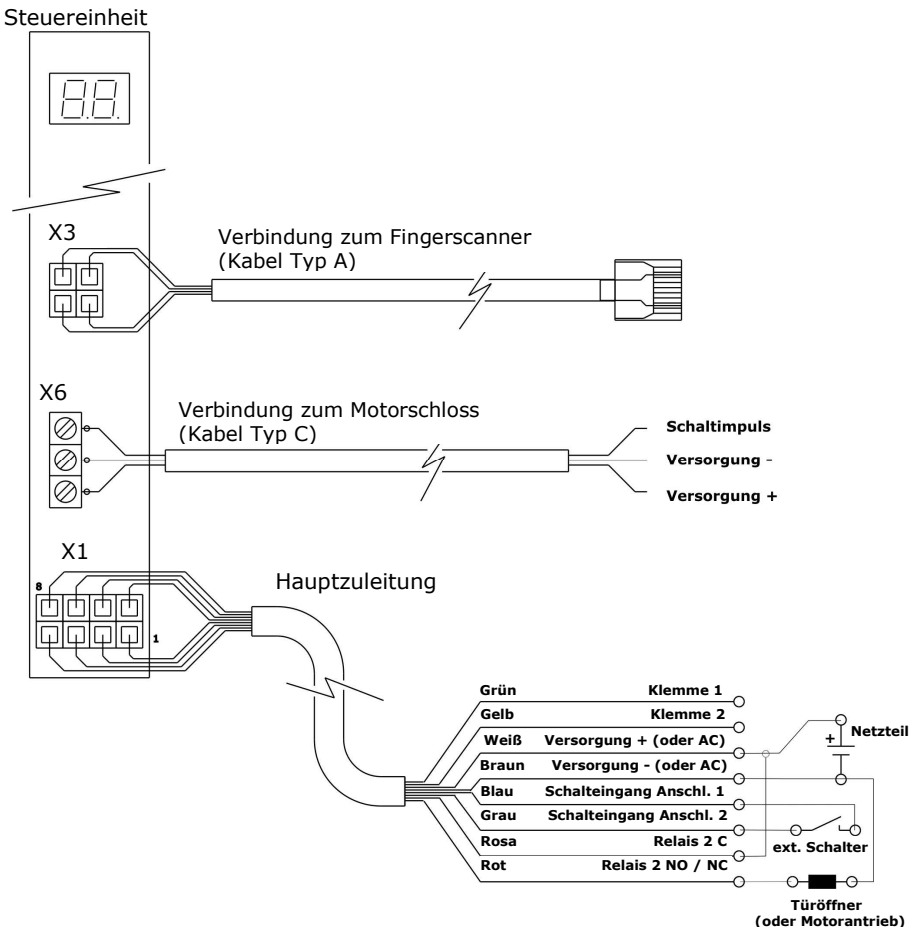 Steuereinheit
88.
X3
Verbindung zum Fingerscanner
(Kabel Typ A)
X6
Verbindung zum Motorschloss
(Kabel Typ C)
Schaltimpuls
Versorgung -
Versorgung +
X1
8
1
Hauptzuleitung
Grün Klemme 1
Gelb Klemme 2
Weiß Versorgung + (oder AC)
Braun Versorgung - (oder AC)
Blau Schalteingang Anschl. 1
Grau Schalteingang Anschl. 2
Rosa Relais 2 C
Rot Relais 2 NO / NC
+
Netzteil
ext. Schalter
Türöffner
(oder Motorantrieb)